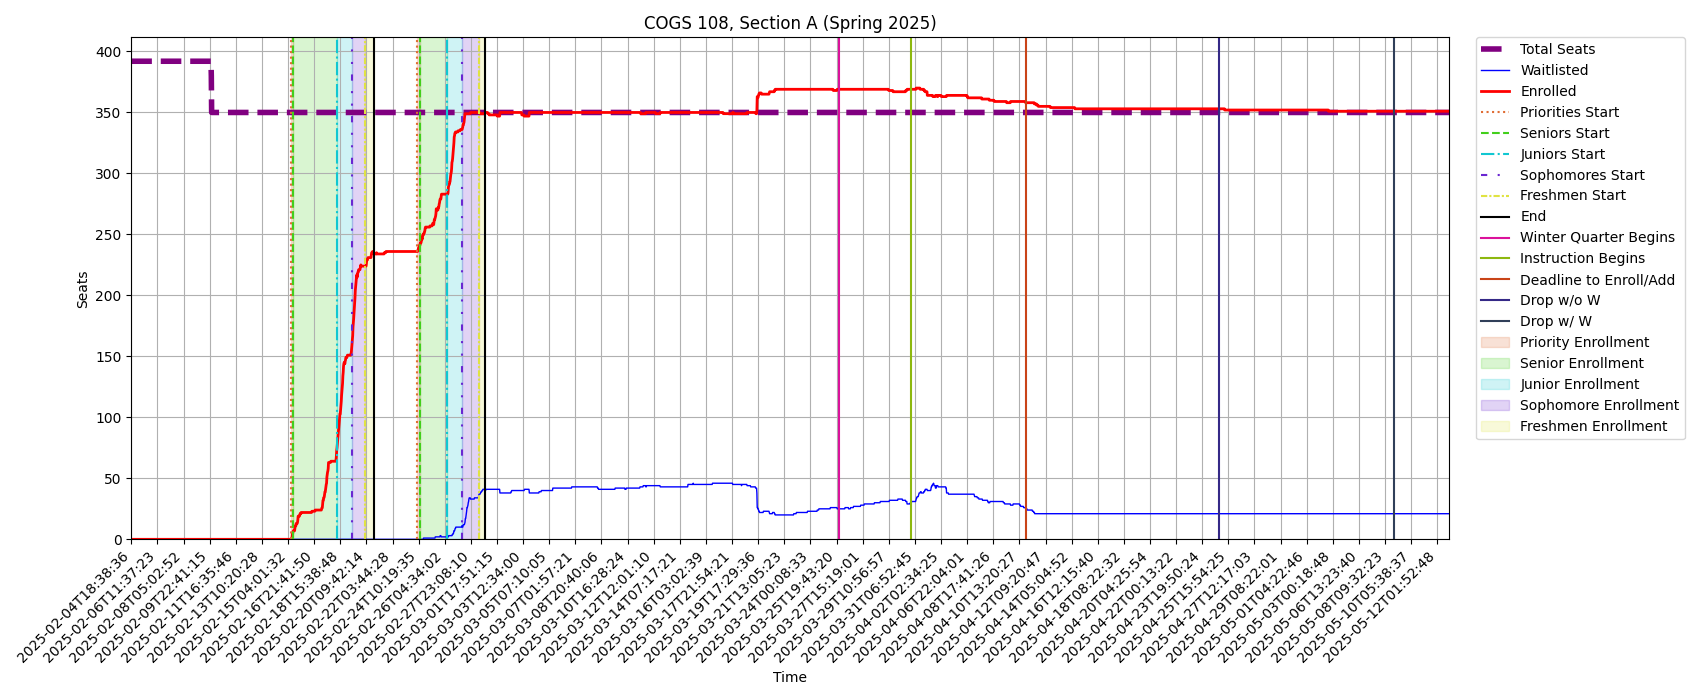 COGS 108, Section A (Spring 2025)
Seats
400
350
300
250
200
150
100
50
0
2025-02-04T18:38:36
2025-02-06T11:37:23
2025-02-08T05:02:52
2025-02-09T22:41:15
2025-02-11T16:35:46
2025-02-13T10:20:28
2025-02-15T04:01:32
2025-02-16T21:41:50
2025-02-18T15:38:48
2025-02-20T09:42:14
2025-02-22T03:44:28
2025-02-24T10:19:35
2025-02-26T04:34:02
2025-02-27T23:08:10
2025-03-01T17:51:15
2025-03-03T12:34:00
2025-03-05T07:10:05
2025-03-07T01:57:21
2025-03-08T20:40:06
2025-03-10T16:28:24
2025-03-12T12:01:10
2025-03-14T07:17:21
2025-03-16T03:02:39
2025-03-17T21:54:21
2025-03-19T17:29:36
2025-03-21T13:05:23
2025-03-24T00:08:33
2025-03-25T19:43:20
2025-03-27T15:19:01
2025-03-29T10:56:57
2025-03-31T06:52:45
2025-04-02T02:34:25
2025-04-06T22:04:01
2025-04-08T17:41:26
2025-04-10T13:20:27
2025-04-12T09:20:47
2025-04-14T05:04:52
2025-04-16T12:15:40
2025-04-18T08:22:32
2025-04-20T04:25:54
2025-04-22T00:13:22
2025-04-23T19:50:24
2025-04-25T15:54:25
2025-04-27T12:17:03
2025-04-29T08:22:01
2025-05-01T04:22:46
2025-05-03T00:18:48
2025-05-06T13:23:40
2025-05-08T09:32:23
2025-05-10T05:38:37
2025-05-12T01:52:48
Time
Total Seats
Waitlisted
Enrolled
Priorities Start
Seniors Start
Juniors Start
Sophomores Start
Freshmen Start
End
Winter Quarter Begins
Instruction Begins
Deadline to Enroll/Add
Drop w/o W
Drop w/ W
Priority Enrollment
Senior Enrollment
Junior Enrollment
Sophomore Enrollment
Freshmen Enrollment